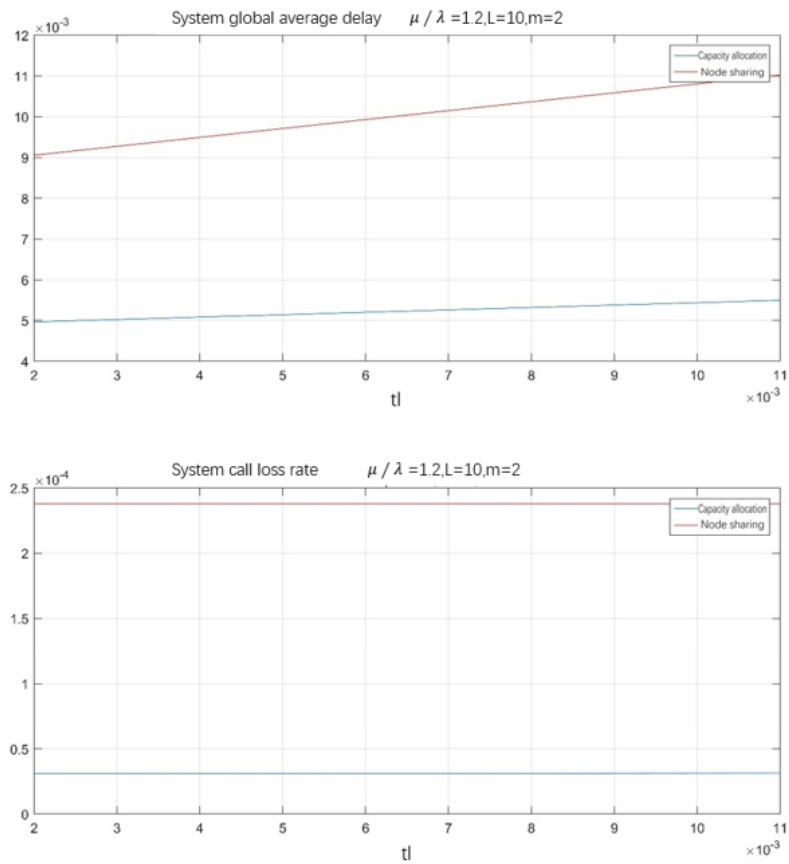 System global average delay μ / λ =1.2,L=10,m=2
×10-3
12
11
10
9
8
7
6
5
4
Capacity allocation
Node sharing
2 3 4 5 6 7 8 9 10 11
tl
×10-3
System call loss rate μ / λ =1.2,L=10,m=2
×10-4
2.5
2
1.5
1
0.5
0
Capacity allocation
Node sharing
2 3 4 5 6 7 8 9 10 11
tl
×10-3